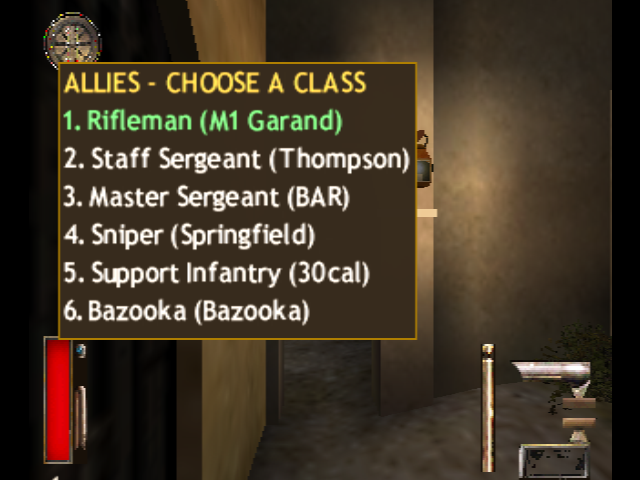 ALLIES - CHOOSE A CLASS
1. Rifleman (M1 Garand)
2. Staff Sergeant (Thompson)
3. Master Sergeant (BAR)
4. Sniper (Springfield)
5. Support Infantry (30cal)
6. Bazooka (Bazooka)